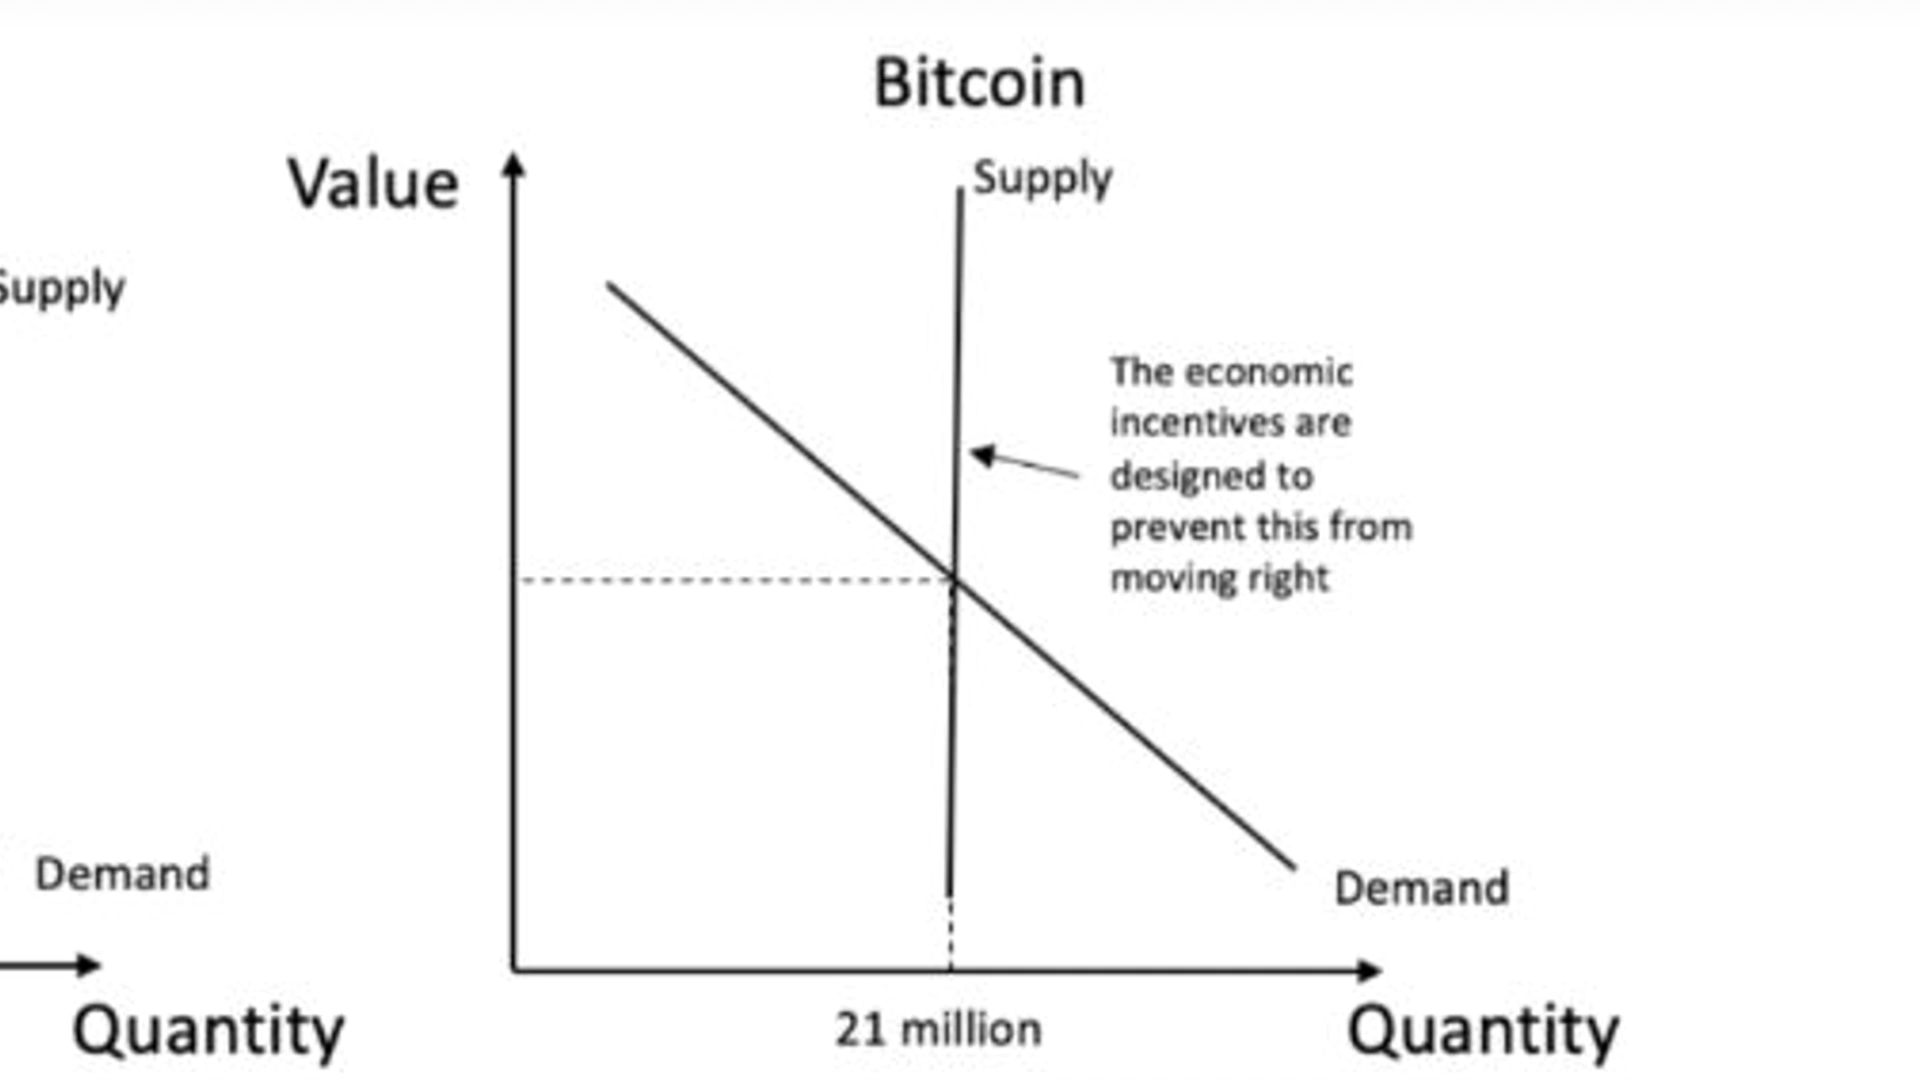 Bitcoin
Value
Supply
Supply
The economic
incentives are
designed to
prevent this from
moving right
Demand
Demand
21 million
Quantity
Quantity